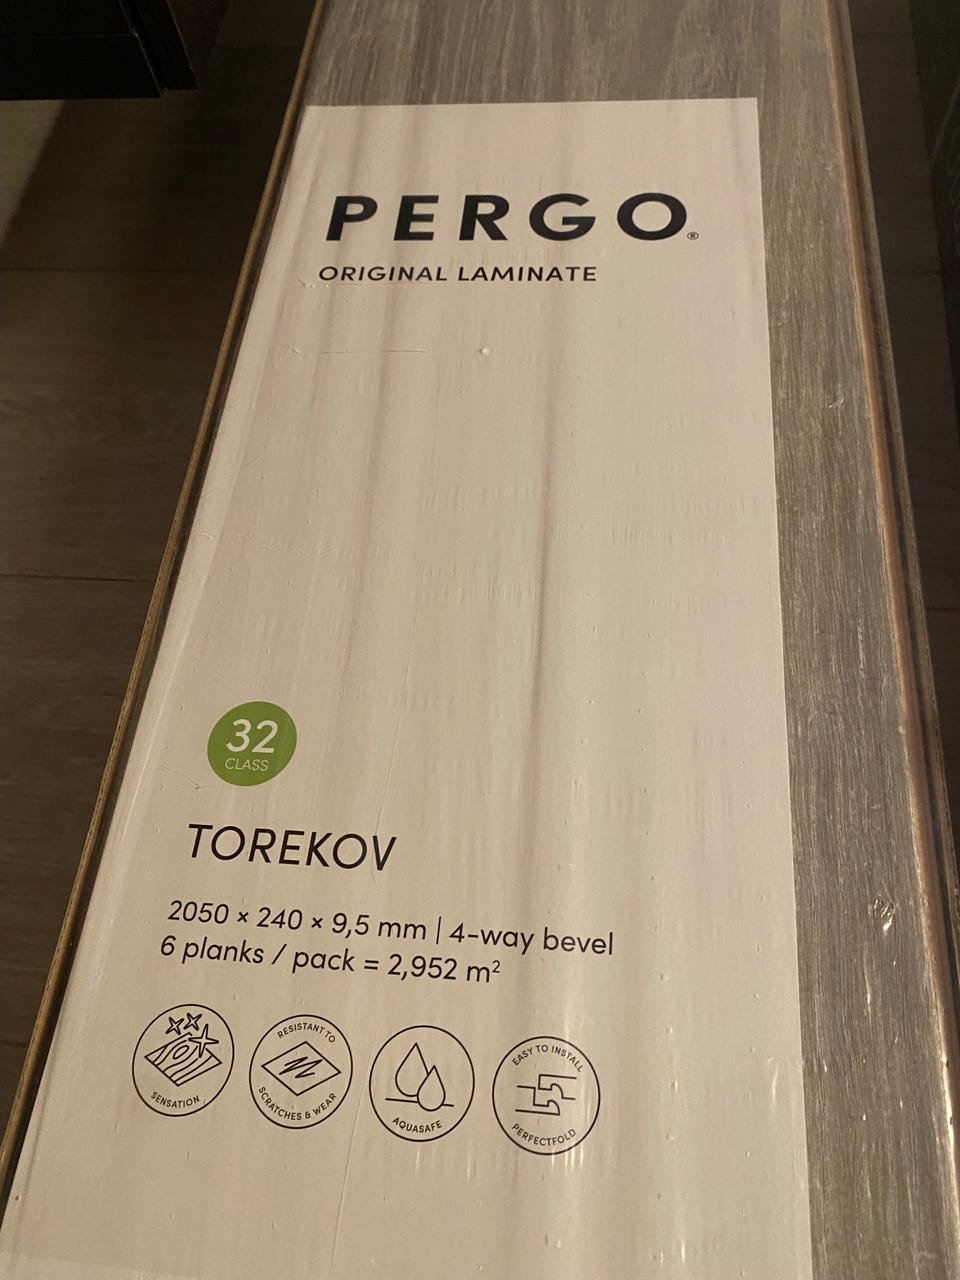 PERGO®
ORIGINAL LAMINATE
32
CLASS
TOREKOV
2050 × 240 × 9,5 mm | 4-way bevel
6 planks / pack = 2,952 m²
SENSATION
RESISTANT TO
SCRATCHES & WEAR
AQUASAFE
EASY TO INSTALL
PERFECTFOLD